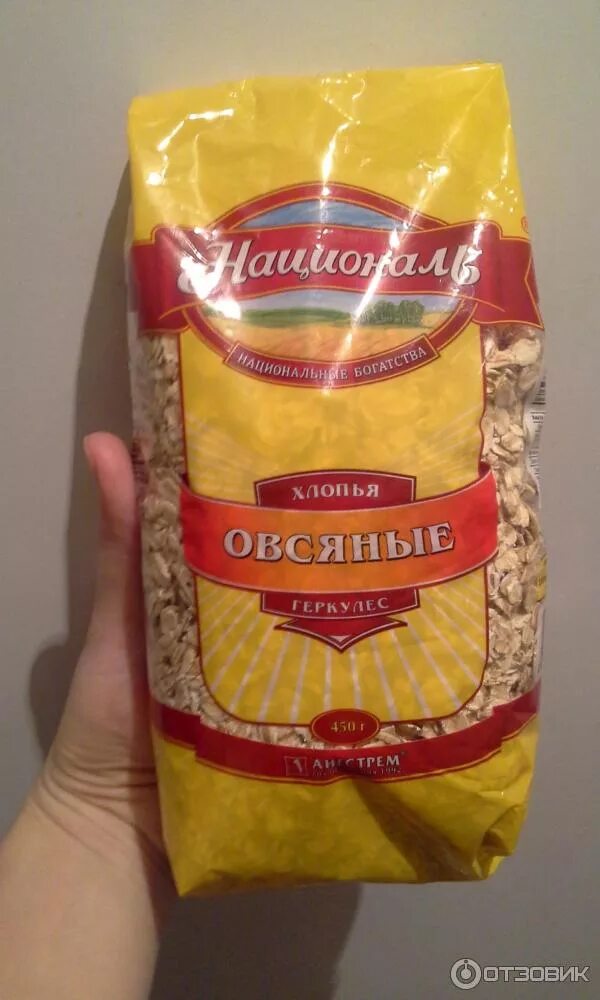 Националь
НАЦИОНАЛЬНЫЕ БОГАТСТВА
ХЛОПЬЯ
ОВСЯНЫЕ
ГЕРКУЛЕС
450 г
АНГСТРЕМ
ОТЗОВИК